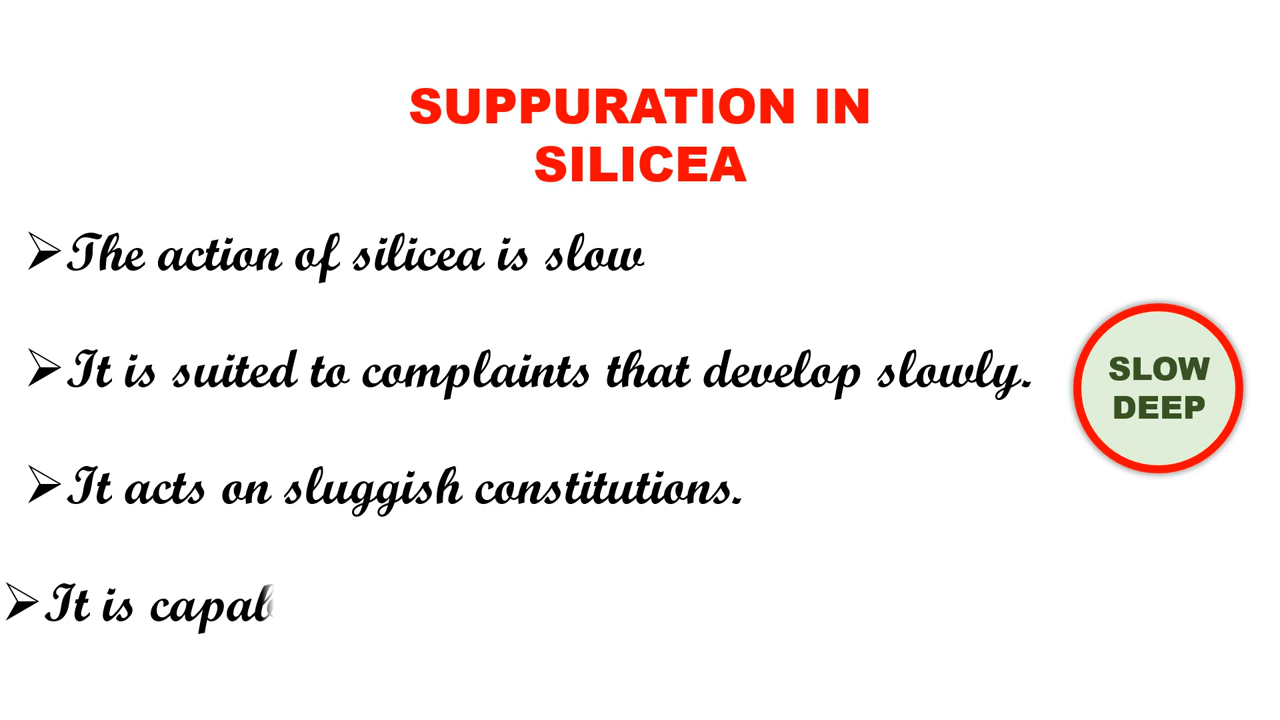 SUPPURATION IN
SILICEA
➢The action of silicea is slow
➢It is suited to complaints that develop slowly.
SLOW
DEEP
➢It acts on sluggish constitutions.
➢It is